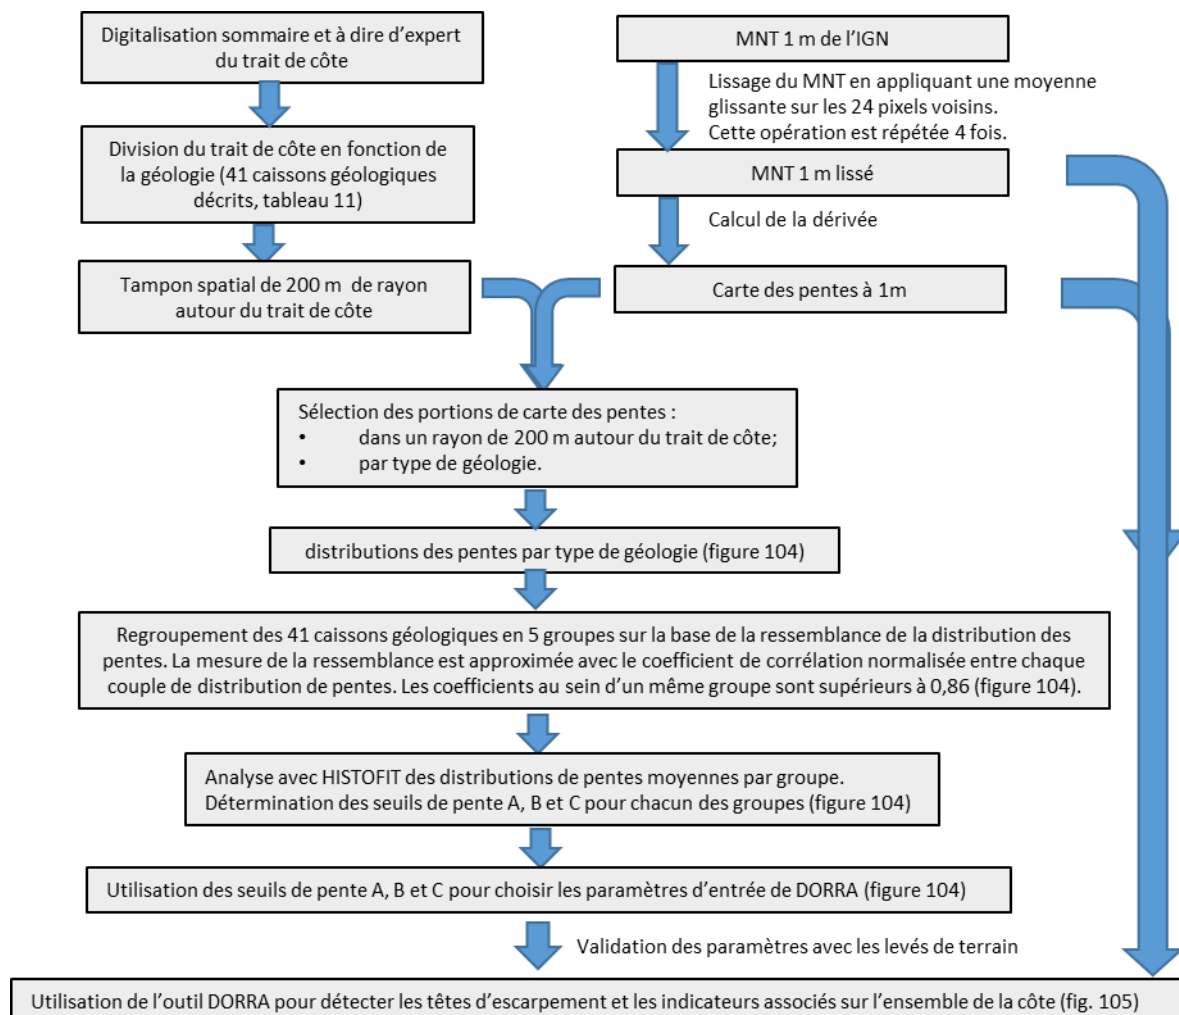 Digitalisation sommaire et à dire d’expert
du trait de côte
MNT 1 m de l’IGN
Lissage du MNT en appliquant une moyenne
glissante sur les 24 pixels voisins.
Cette opération est répétée 4 fois.
Division du trait de côte en fonction de
la géologie (41 caissons géologiques
décrits, tableau 11)
MNT 1 m lissé
Calcul de la dérivée
Tampon spatial de 200 m de rayon
autour du trait de côte
Carte des pentes à 1m
Sélection des portions de carte des pentes :
• dans un rayon de 200 m autour du trait de côte;
• par type de géologie.
distributions des pentes par type de géologie (figure 104)
Regroupement des 41 caissons géologiques en 5 groupes sur la base de la ressemblance de la distribution des
pentes. La mesure de la ressemblance est approximée avec le coefficient de corrélation normalisée entre chaque
couple de distribution de pentes. Les coefficients au sein d’un même groupe sont supérieurs à 0,86 (figure 104).
Analyse avec HISTOFIT des distributions de pentes moyennes par groupe.
Détermination des seuils de pente A, B et C pour chacun des groupes (figure 104)
Utilisation des seuils de pente A, B et C pour choisir les paramètres d’entrée de DORRA (figure 104)
Validation des paramètres avec les levés de terrain
Utilisation de l’outil DORRA pour détecter les têtes d’escarpement et les indicateurs associés sur l’ensemble de la côte (fig. 105)